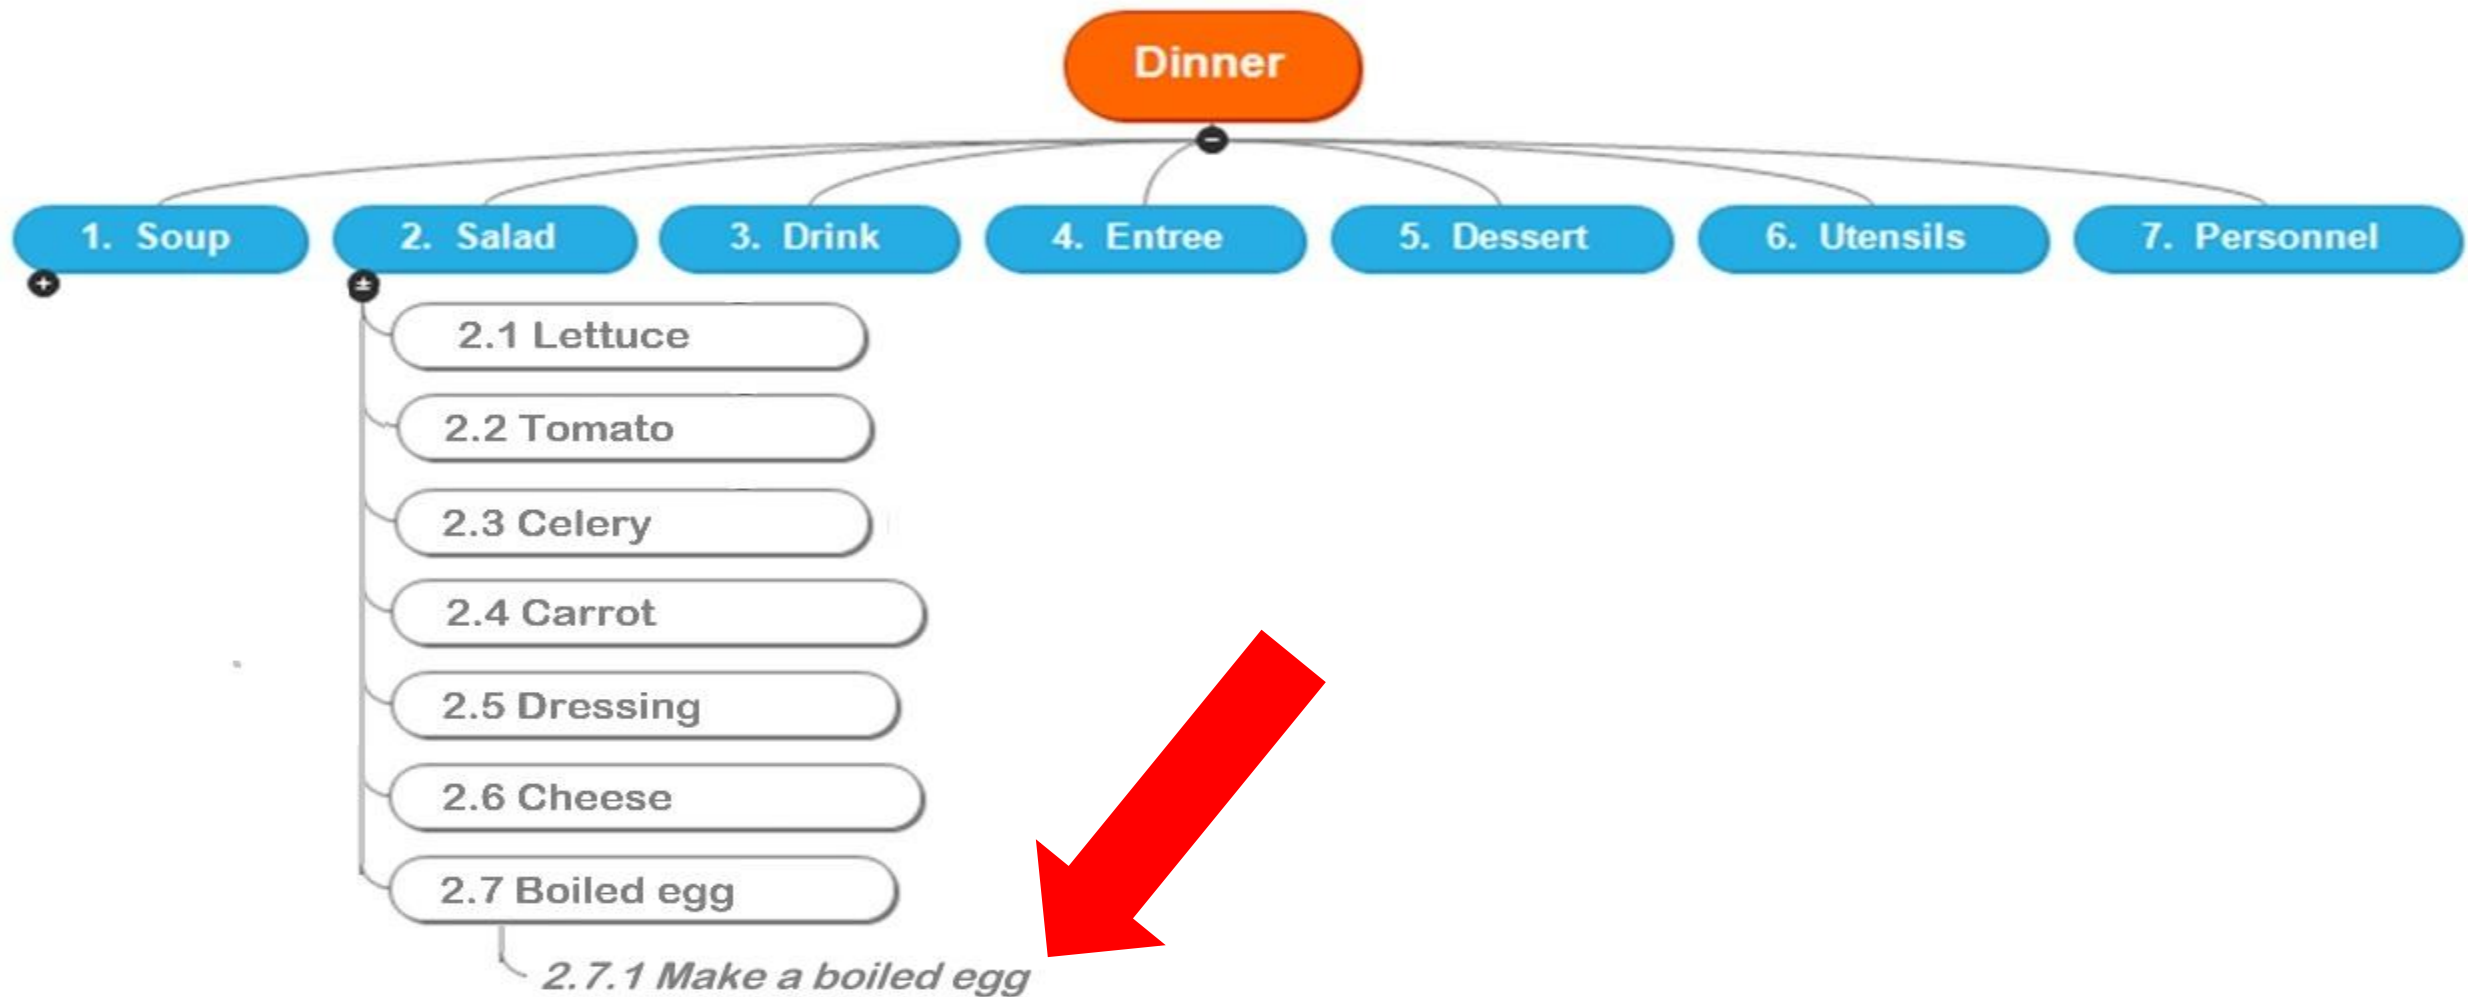 Dinner
1. Soup
2. Salad
3. Drink
4. Entree
5. Dessert
6. Utensils
7. Personnel
2.1 Lettuce
2.2 Tomato
2.3 Celery
2.4 Carrot
2.5 Dressing
2.6 Cheese
2.7 Boiled egg
2.7.1 Make a boiled egg